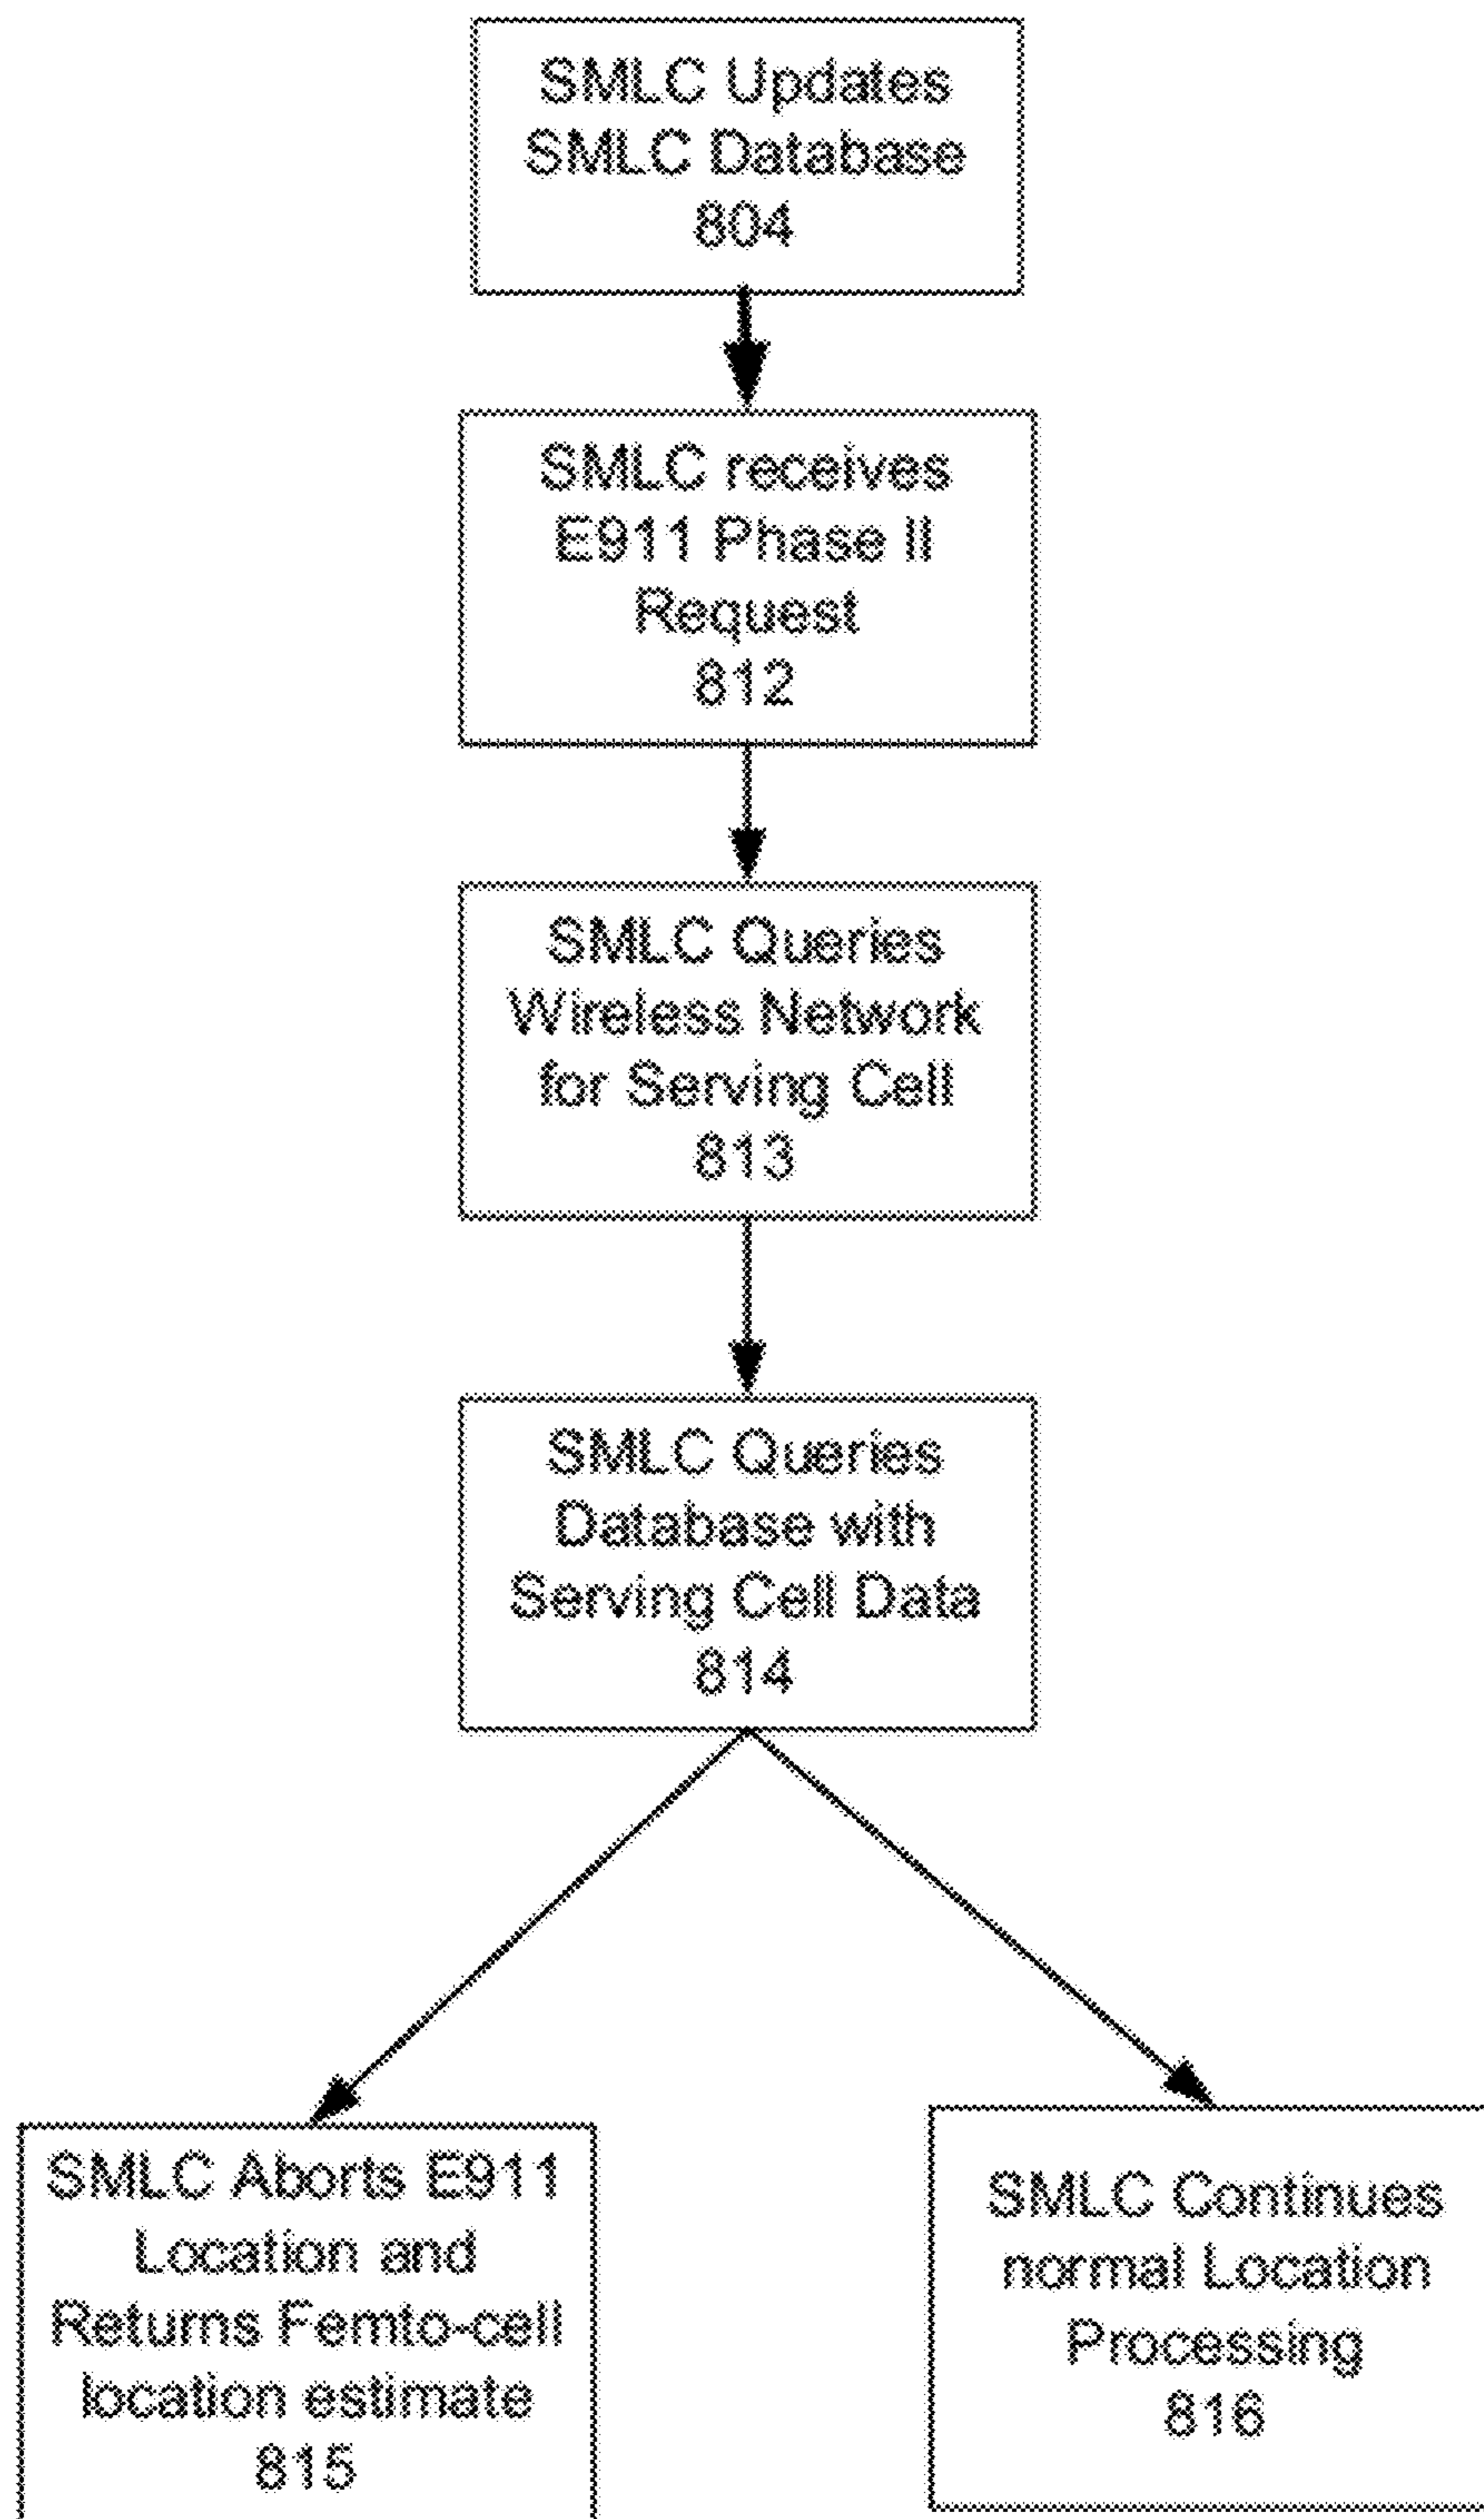 SMLC Updates
SMLC Database
804
SMLC receives
E911 Phase II
Request
812
SMLC Queries
Wireless Network
for Serving Cell
813
SMLC Queries
Database with
Serving Cell Data
814
SMLC Aborts E911
Location and
Returns Femto-cell
location estimate
815
SMLC Continues
normal Location
Processing
816